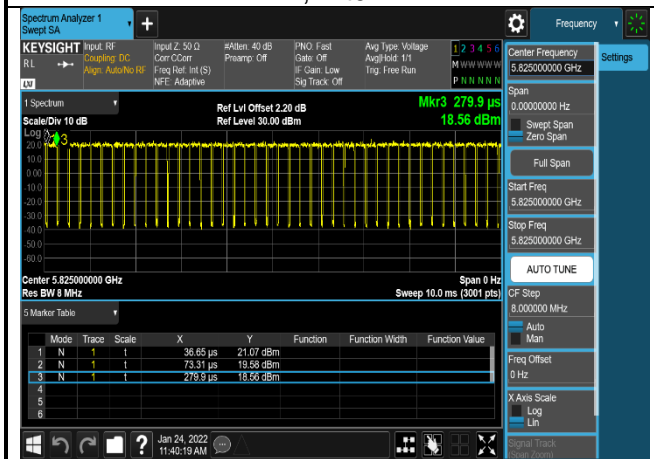 Spectrum Analyzer 1
Swept SA
+
Frequency
KEYSIGHT
RL
LXI
Input: RF
Coupling: DC
Align: Auto/No RF
Input Z: 50 Ω
Corr CCorr
Freq Ref: Int (S)
NFE: Adaptive
#Atten: 40 dB
Preamp: Off
PNO: Fast
Gate: Off
IF Gain: Low
Sig Track: Off
Avg Type: Voltage
Avg|Hold: 1/1
Trig: Free Run
1 2 3 4 5 6
M W W W W W
P N N N N N
Center Frequency
5.825000000 GHz
Settings
Span
0.00000000 Hz
Swept Span
Zero Span
Full Span
Start Freq
5.825000000 GHz
Stop Freq
5.825000000 GHz
AUTO TUNE
CF Step
8.000000 MHz
Auto
Man
Freq Offset
0 Hz
X Axis Scale
Log
Lin
Signal Track
(Span Zoom)
1 Spectrum
Scale/Div 10 dB
Ref Lvl Offset 2.20 dB
Ref Level 30.00 dBm
Mkr3 279.9 µs
18.56 dBm
Log
3
20.0
10.0
0.00
-10.0
-20.0
-30.0
-40.0
-50.0
-60.0
Center 5.825000000 GHz
Res BW 8 MHz
Span 0 Hz
Sweep 10.0 ms (3001 pts)
5 Marker Table
Mode Trace Scale X Y Function Function Width Function Value
1 N 1 t 36.65 µs 21.07 dBm
2 N 1 t 73.31 µs 19.58 dBm
3 N 1 t 279.9 µs 18.56 dBm
4
5
6
?
Jan 24, 2022
11:40:19 AM